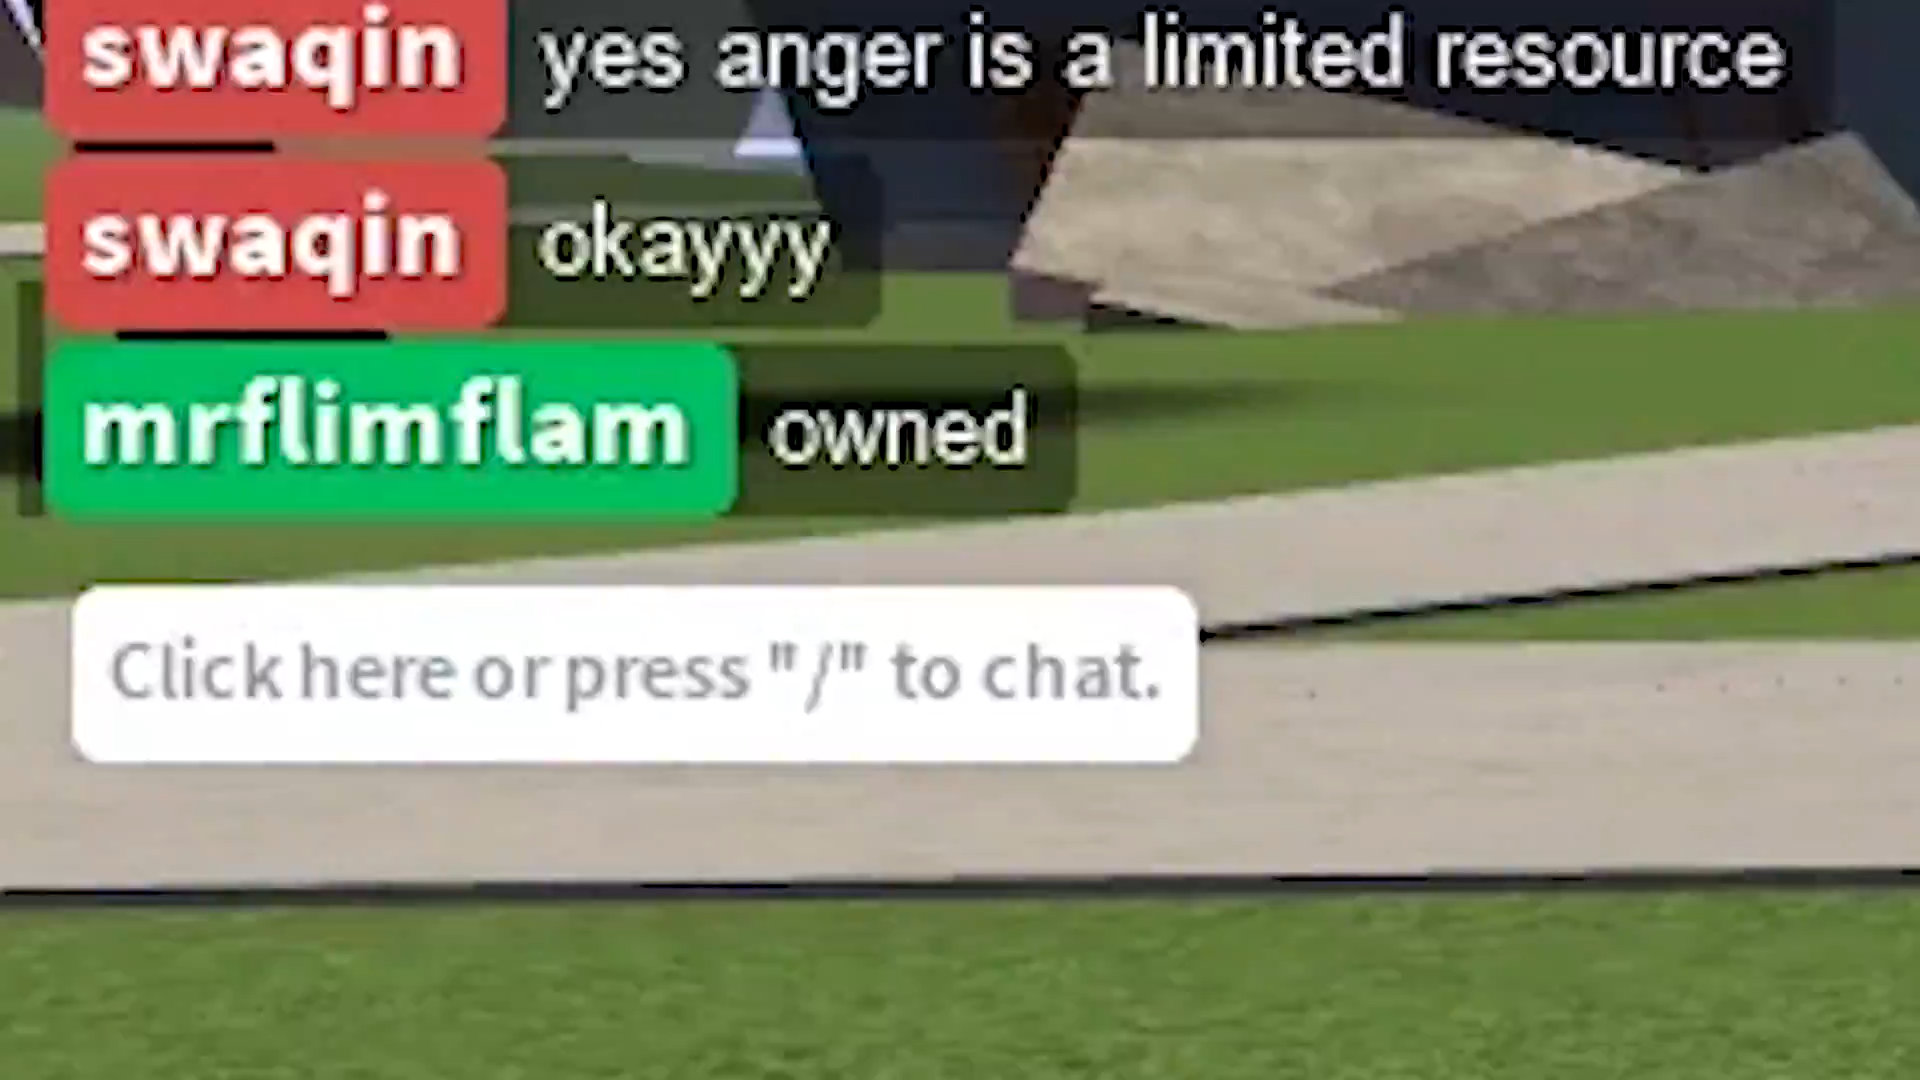 swaqin yes anger is a limited resource
swaqin okayyy
mrflimflam owned
Click here or press "/" to chat.